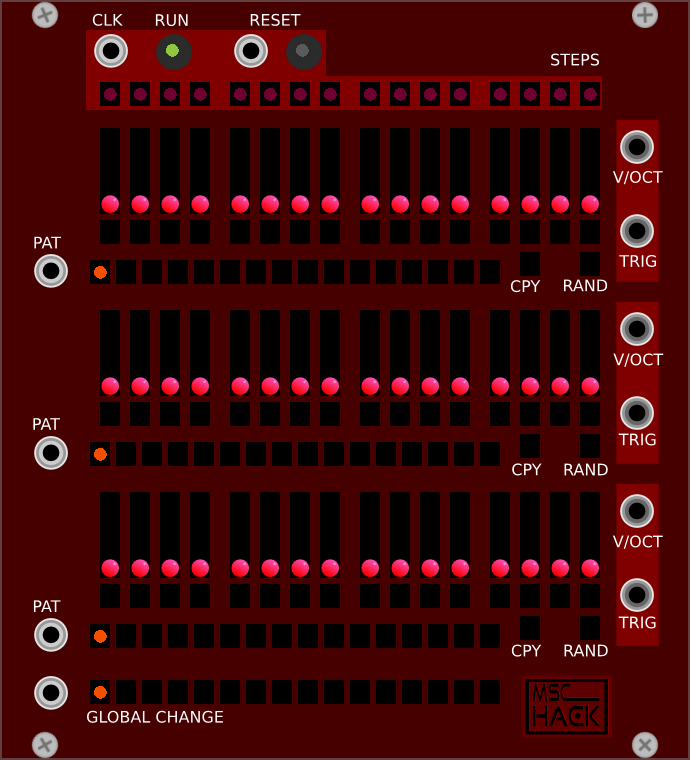 CLK RUN RESET
STEPS
V/OCT
PAT
TRIG
CPY RAND
V/OCT
PAT
TRIG
CPY RAND
V/OCT
PAT
TRIG
CPY RAND
GLOBAL CHANGE
MSC
HACK